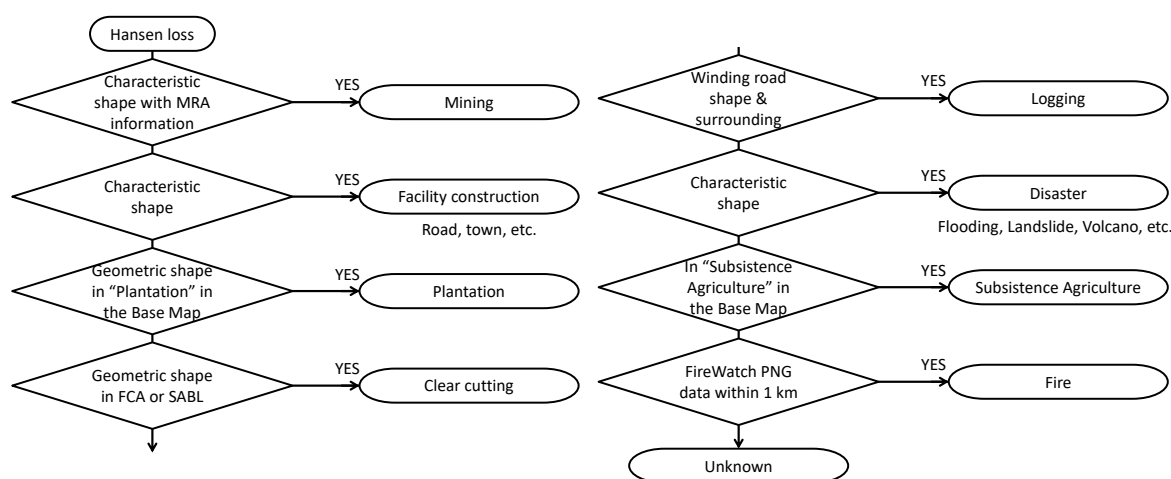 Hansen loss
Characteristic
shape with MRA
information
YES
Mining
Characteristic
shape
YES
Facility construction
Road, town, etc.
Geometric shape
in “Plantation” in
the Base Map
YES
Plantation
Geometric shape
in FCA or SABL
YES
Clear cutting
Winding road
shape &
surrounding
YES
Logging
Characteristic
shape
YES
Disaster
Flooding, Landslide, Volcano, etc.
In “Subsistence
Agriculture” in
the Base Map
YES
Subsistence Agriculture
FireWatch PNG
data within 1 km
YES
Fire
Unknown